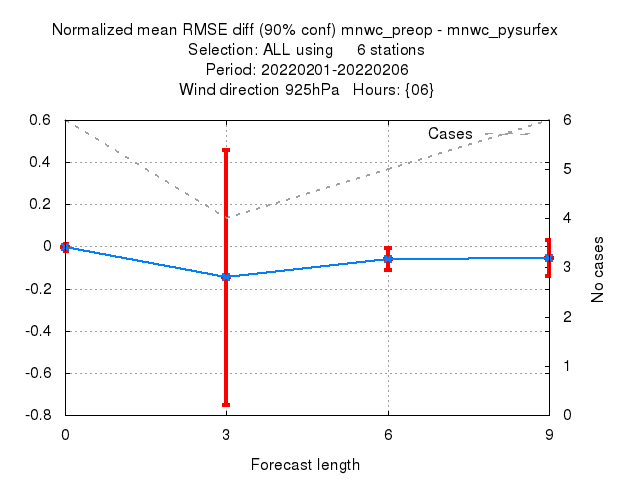 Normalized mean RMSE diff (90% conf) mnwc_preop - mnwc_pysurfex
Selection: ALL using 6 stations
Period: 20220201-20220206
Wind direction 925hPa Hours: {06}
Cases
0.6
0.4
0.2
0
-0.2
-0.4
-0.6
-0.8
6
5
4
3
2
1
0
No cases
0 3 6 9
Forecast length